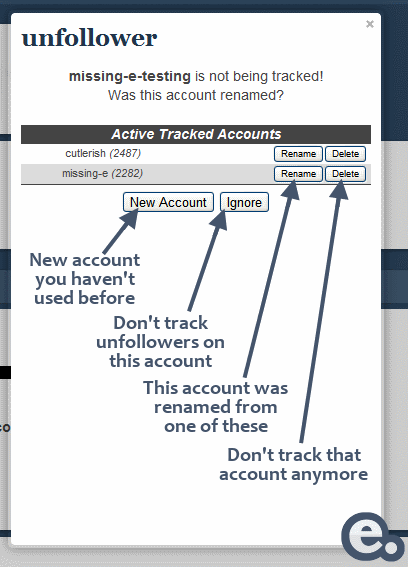 ×
unfollower
missing-e-testing is not being tracked!
Was this account renamed?
Active Tracked Accounts
cutlerish (2487) Rename Delete
missing-e (2282) Rename Delete
New Account Ignore
New account
you haven't
used before
Don't track
unfollowers on
this account
This account was
renamed from
one of these
Don't track that
account anymore
co
e.